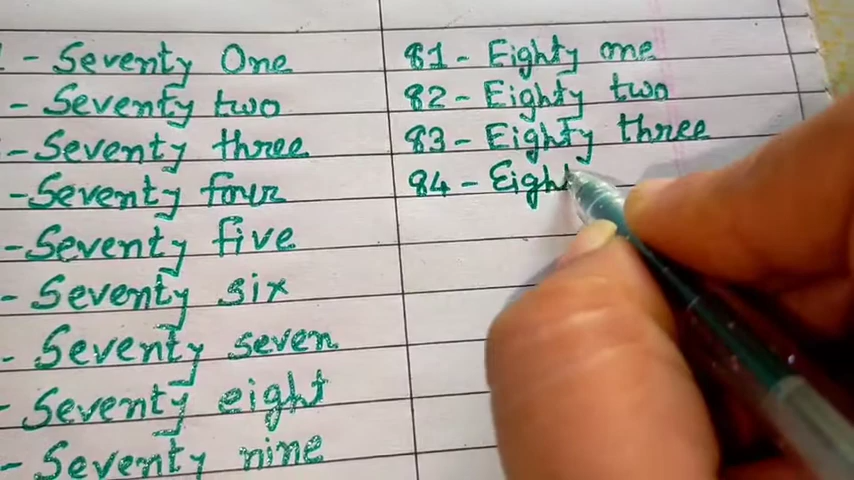 - Seventy One
- Seventy two
- Seventy three
- Seventy four
- Seventy five
- Seventy six
- Seventy seven
- Seventy eight
- Seventy nine
81 - Eighty one
82 - Eighty two
83 - Eighty three
84 - Eight